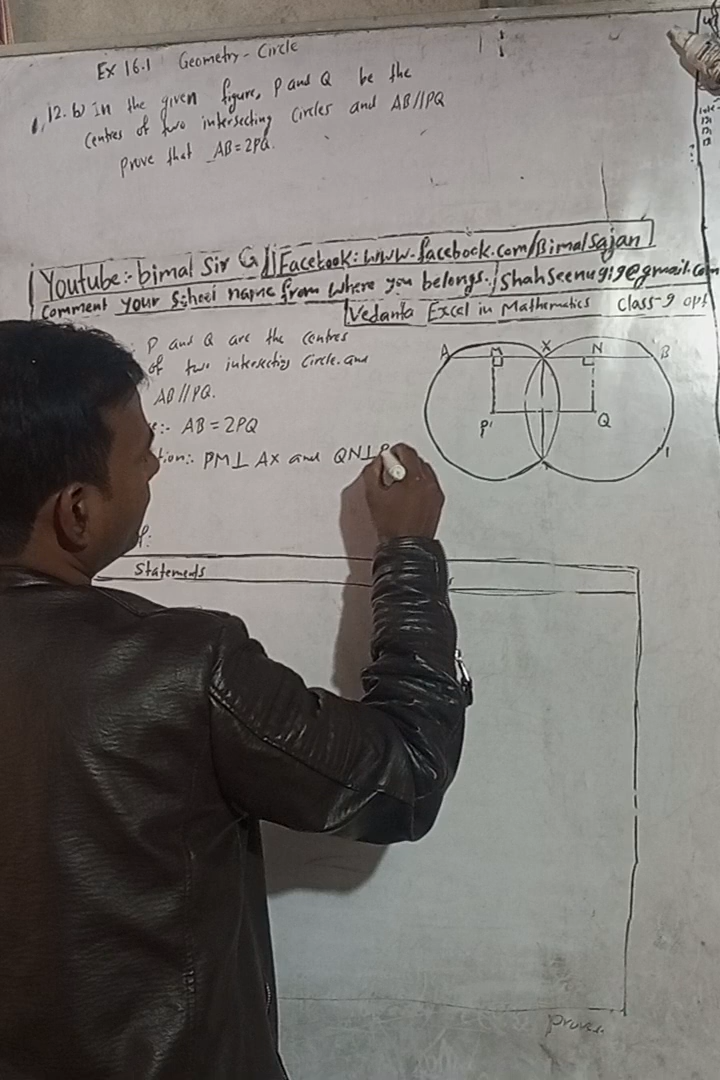 Ex 16.1 Geometry - Circle
12. b) In the given figure, P and Q be the
centres of two intersecting circles and AB//PQ
prove that AB = 2PQ.
Youtube:- bimal Sir G
Facebook: www.facebook.com/Bimalsajan
Comment your School name from where you belongs.
Shahseenu919@gmail.com
Vedanta Excel in Mathematics Class-9 opt
P and Q are the centres
of two intersecting Circle. and
AB//PQ.
e:- AB = 2PQ
tion:- PM⊥ AX and QN⊥
A M X N B
P Q
Statements
prove.